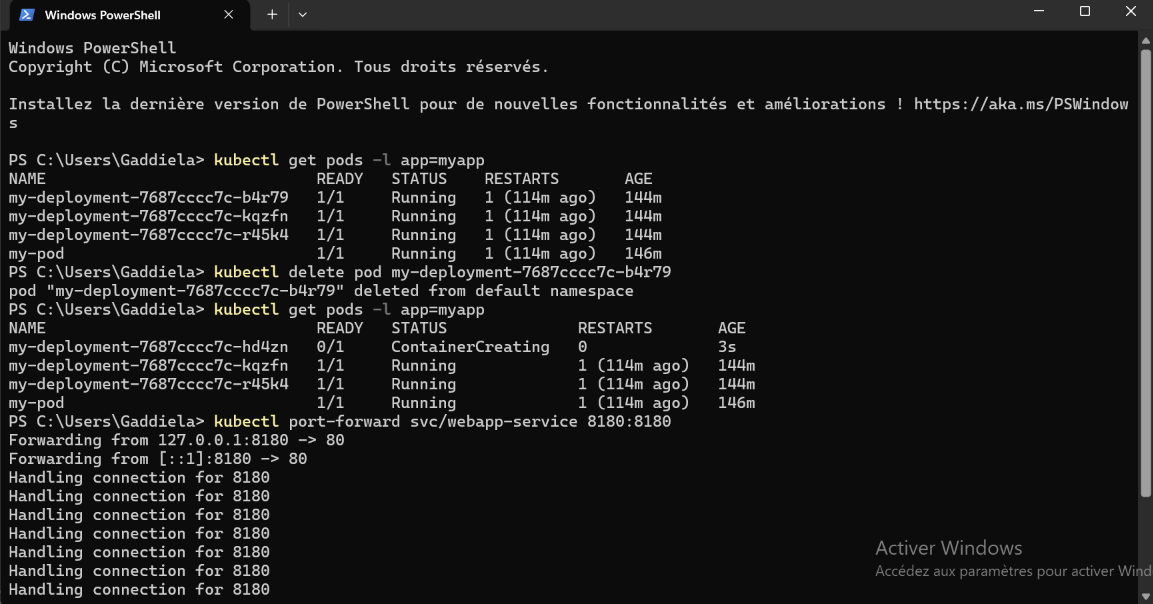 Windows PowerShell
Windows PowerShell
Copyright (C) Microsoft Corporation. Tous droits réservés.
Installez la dernière version de PowerShell pour de nouvelles fonctionnalités et améliorations ! https://aka.ms/PSWindow
s
PS C:\Users\Gaddiela> kubectl get pods -l app=myapp
NAME                             READY   STATUS    RESTARTS       AGE
my-deployment-7687cccc7c-b4r79   1/1     Running   1 (114m ago)   144m
my-deployment-7687cccc7c-kqzfn   1/1     Running   1 (114m ago)   144m
my-deployment-7687cccc7c-r45k4   1/1     Running   1 (114m ago)   144m
my-pod                           1/1     Running   1 (114m ago)   146m
PS C:\Users\Gaddiela> kubectl delete pod my-deployment-7687cccc7c-b4r79
pod "my-deployment-7687cccc7c-b4r79" deleted from default namespace
PS C:\Users\Gaddiela> kubectl get pods -l app=myapp
NAME                             READY   STATUS              RESTARTS       AGE
my-deployment-7687cccc7c-hd4zn   0/1     ContainerCreating   0              3s
my-deployment-7687cccc7c-kqzfn   1/1     Running             1 (114m ago)   144m
my-deployment-7687cccc7c-r45k4   1/1     Running             1 (114m ago)   144m
my-pod                           1/1     Running             1 (114m ago)   146m
PS C:\Users\Gaddiela> kubectl port-forward svc/webapp-service 8180:8180
Forwarding from 127.0.0.1:8180 -> 80
Forwarding from [::1]:8180 -> 80
Handling connection for 8180
Handling connection for 8180
Handling connection for 8180
Handling connection for 8180
Handling connection for 8180
Handling connection for 8180
Handling connection for 8180
Activer Windows
Accédez aux paramètres pour activer Wind